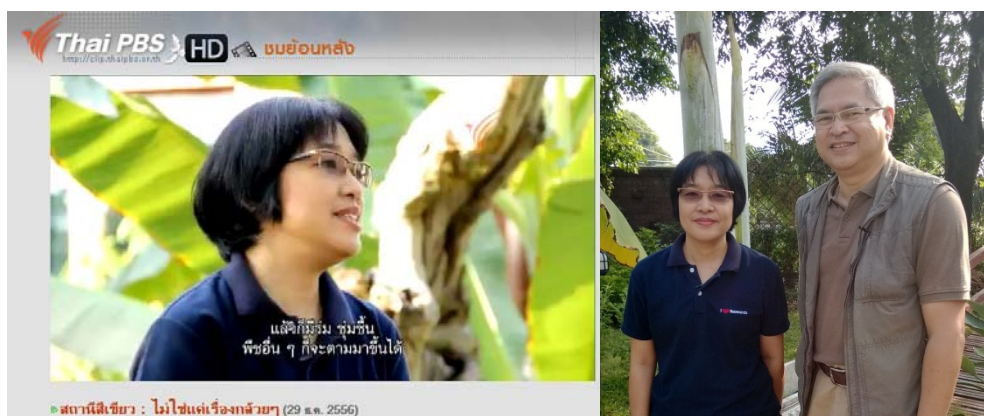 Thai PBS
HD ชมย้อนหลัง
http://clip.thaipbs.or.th
แล้วก็มีร่ม ชุ่มชื้น
พืชอื่น ๆ ก็จะตามมาขึ้นได้
สถานีสีเขียว : ไม่ใช่แค่เรื่องกล้วยๆ (29 ธ.ค. 2556)